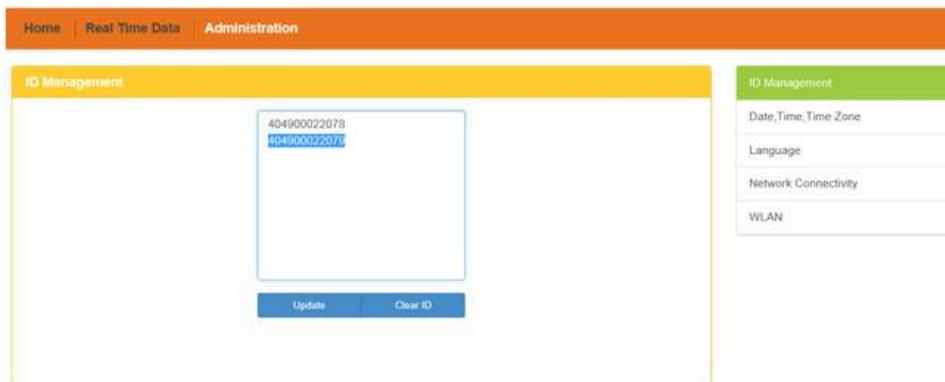 Home Real Time Data Administration
ID Management
404900022078
404900022079
Update Clear ID
ID Management
Date,Time,Time Zone
Language
Network Connectivity
WLAN